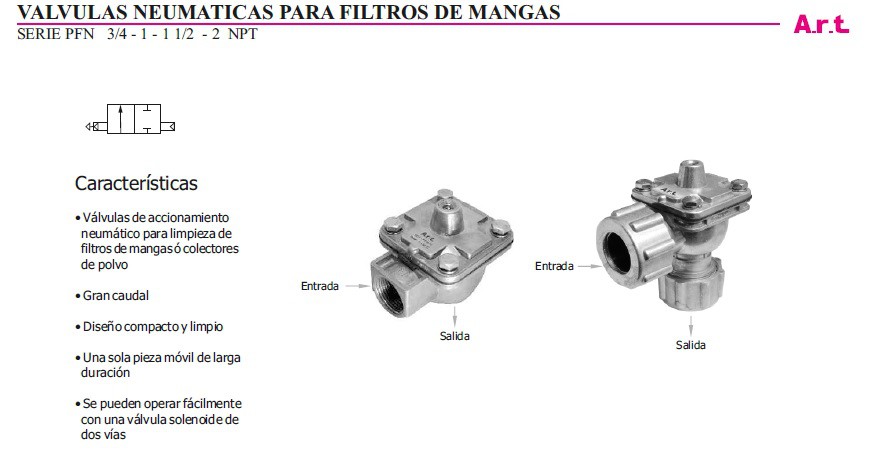 VALVULAS NEUMATICAS PARA FILTROS DE MANGAS
A.r.t.
SERIE PFN 3/4 - 1 - 1 1/2 - 2 NPT
Características
• Válvulas de accionamiento
neumático para limpieza de
filtros de mangas ó colectores
de polvo
• Gran caudal
• Diseño compacto y limpio
• Una sola pieza móvil de larga
duración
• Se pueden operar fácilmente
con una válvula solenoide de
dos vías
A.r.t.
Entrada
Salida
A.r.t.
Entrada
Salida